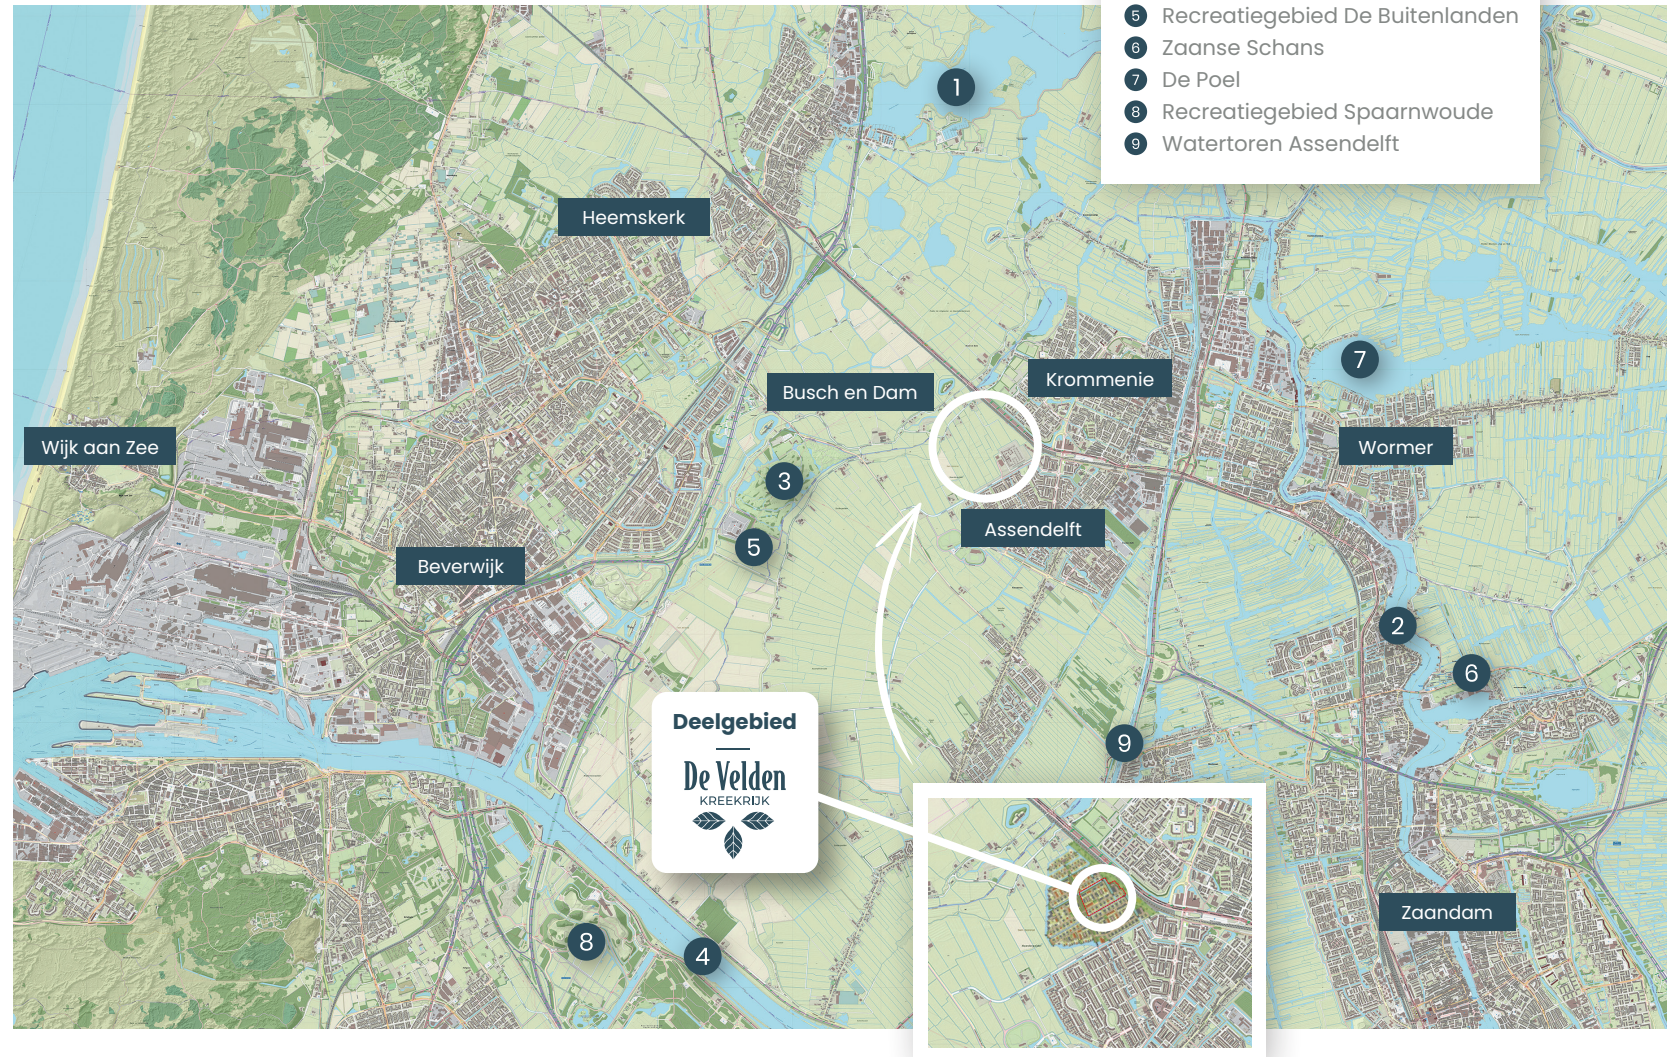 5 Recreatiegebied De Buitenlanden
6 Zaanse Schans
7 De Poel
8 Recreatiegebied Spaarnwoude
9 Watertoren Assendelft
1
Heemskerk
7
Krommenie
Busch en Dam
Wijk aan Zee
Wormer
3
Assendelft
5
Beverwijk
2
6
Deelgebied
De Velden
KREEKRIJK
9
Zaandam
8
4